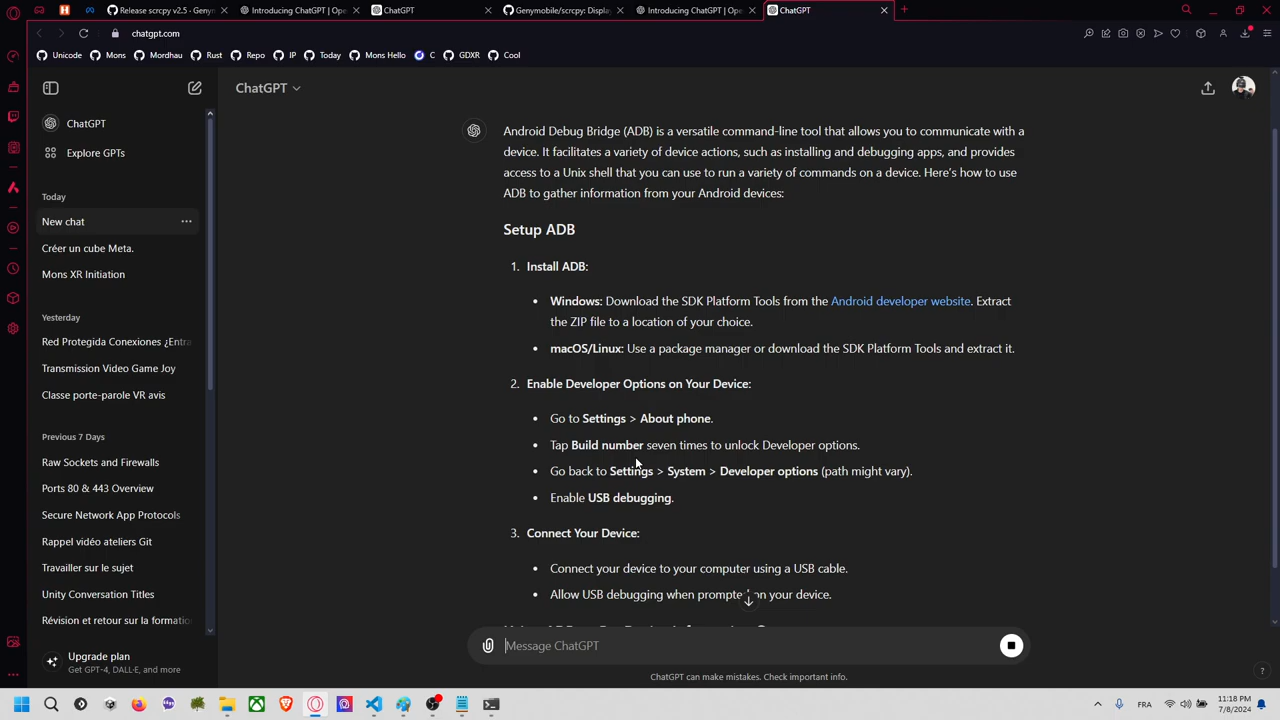 Release scrcpy v2.5 · Genyn
Introducing ChatGPT | Ope
ChatGPT
Genymobile/scrcpy: Display
Introducing ChatGPT | Ope
ChatGPT
chatgpt.com
Unicode
Mons
Mordhau
Rust
Repo
IP
Today
Mons Hello
C
GDXR
Cool
ChatGPT
ChatGPT
Explore GPTs
Today
New chat
Créer un cube Meta.
Mons XR Initiation
Yesterday
Red Protegida Conexiones ¿Entra
Transmission Video Game Joy
Classe porte-parole VR avis
Previous 7 Days
Raw Sockets and Firewalls
Ports 80 & 443 Overview
Secure Network App Protocols
Rappel vidéo ateliers Git
Travailler sur le sujet
Unity Conversation Titles
Révision et retour sur la formation
Upgrade plan
Get GPT-4, DALL·E, and more
Android Debug Bridge (ADB) is a versatile command-line tool that allows you to communicate with a
device. It facilitates a variety of device actions, such as installing and debugging apps, and provides
access to a Unix shell that you can use to run a variety of commands on a device. Here's how to use
ADB to gather information from your Android devices:
Setup ADB
1. Install ADB:
• Windows: Download the SDK Platform Tools from the Android developer website. Extract
the ZIP file to a location of your choice.
• macOS/Linux: Use a package manager or download the SDK Platform Tools and extract it.
2. Enable Developer Options on Your Device:
• Go to Settings > About phone.
• Tap Build number seven times to unlock Developer options.
• Go back to Settings > System > Developer options (path might vary).
• Enable USB debugging.
3. Connect Your Device:
• Connect your device to your computer using a USB cable.
• Allow USB debugging when prompted on your device.
Message ChatGPT
ChatGPT can make mistakes. Check important info.
?
FRA
11:18 PM
7/8/2024